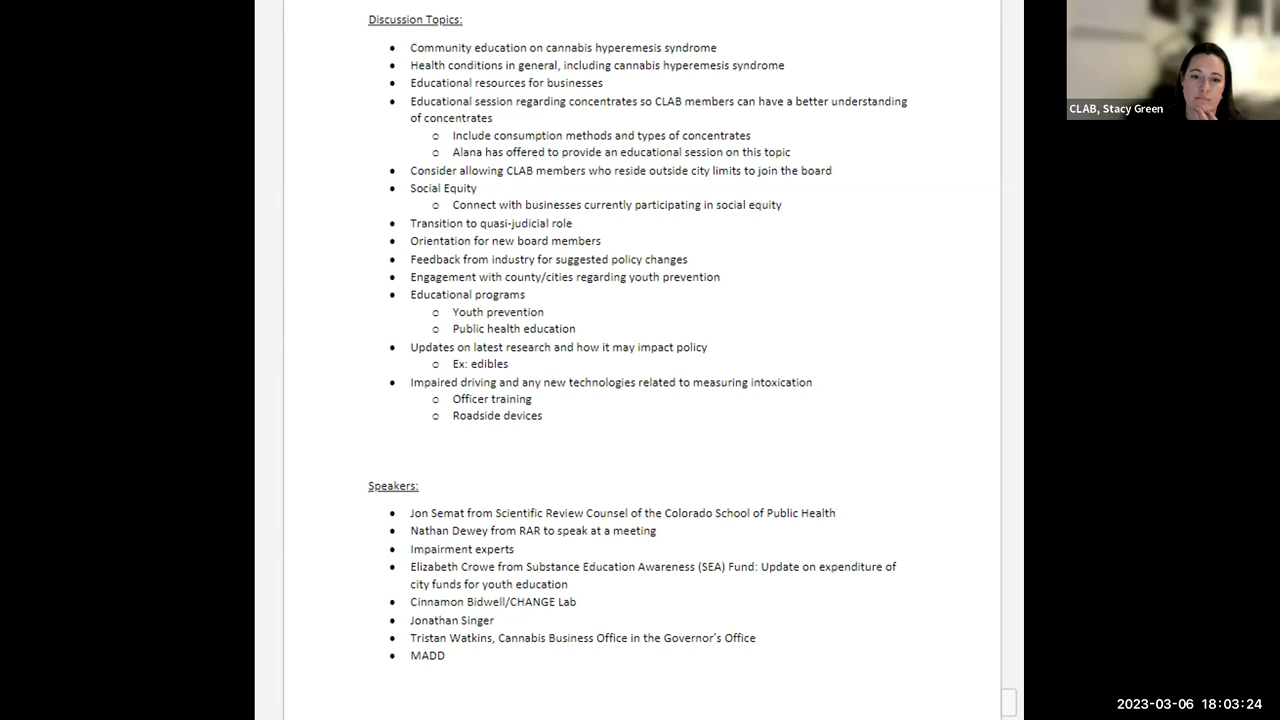 Discussion Topics:
• Community education on cannabis hyperemesis syndrome
• Health conditions in general, including cannabis hyperemesis syndrome
• Educational resources for businesses
• Educational session regarding concentrates so CLAB members can have a better understanding
of concentrates
o Include consumption methods and types of concentrates
o Alana has offered to provide an educational session on this topic
• Consider allowing CLAB members who reside outside city limits to join the board
• Social Equity
o Connect with businesses currently participating in social equity
• Transition to quasi-judicial role
• Orientation for new board members
• Feedback from industry for suggested policy changes
• Engagement with county/cities regarding youth prevention
• Educational programs
o Youth prevention
o Public health education
• Updates on latest research and how it may impact policy
o Ex: edibles
• Impaired driving and any new technologies related to measuring intoxication
o Officer training
o Roadside devices
Speakers:
• Jon Semat from Scientific Review Counsel of the Colorado School of Public Health
• Nathan Dewey from RAR to speak at a meeting
• Impairment experts
• Elizabeth Crowe from Substance Education Awareness (SEA) Fund: Update on expenditure of
city funds for youth education
• Cinnamon Bidwell/CHANGE Lab
• Jonathan Singer
• Tristan Watkins, Cannabis Business Office in the Governor's Office
• MADD
CLAB, Stacy Green
2023-03-06 18:03:24